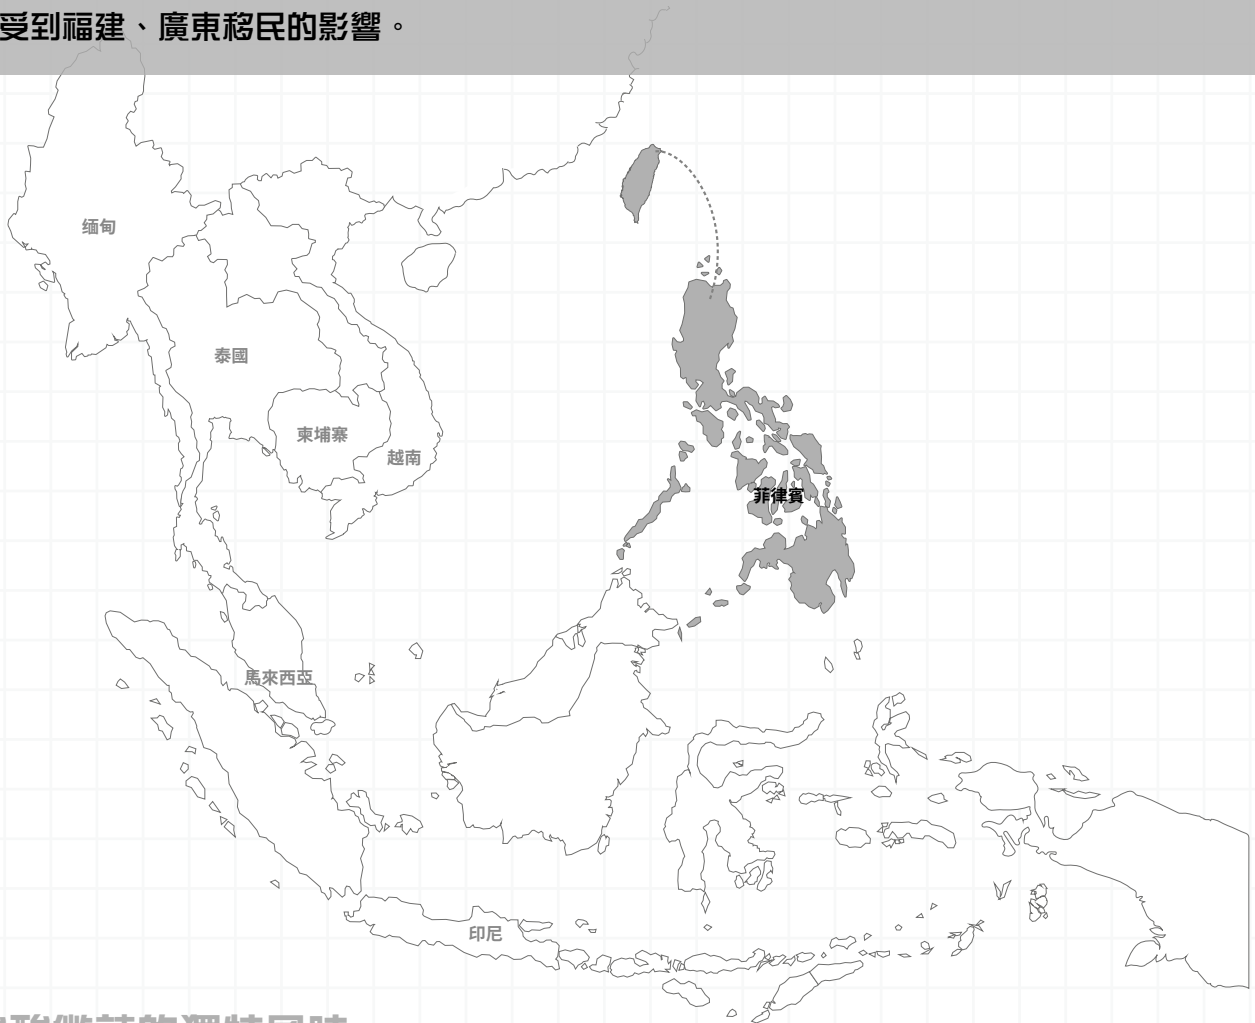 受到福建、廣東移民的影響。
缅甸
泰國
柬埔寨
越南
菲律賓
馬來西亞
印尼